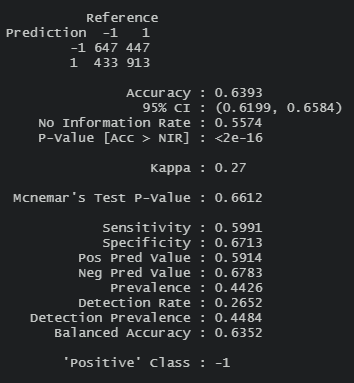 Reference
Prediction -1 1
-1 647 447
1 433 913
Accuracy : 0.6393
95% CI : (0.6199, 0.6584)
No Information Rate : 0.5574
P-Value [Acc > NIR] : <2e-16
Kappa : 0.27
Mcnemar's Test P-Value : 0.6612
Sensitivity : 0.5991
Specificity : 0.6713
Pos Pred Value : 0.5914
Neg Pred Value : 0.6783
Prevalence : 0.4426
Detection Rate : 0.2652
Detection Prevalence : 0.4484
Balanced Accuracy : 0.6352
'Positive' Class : -1